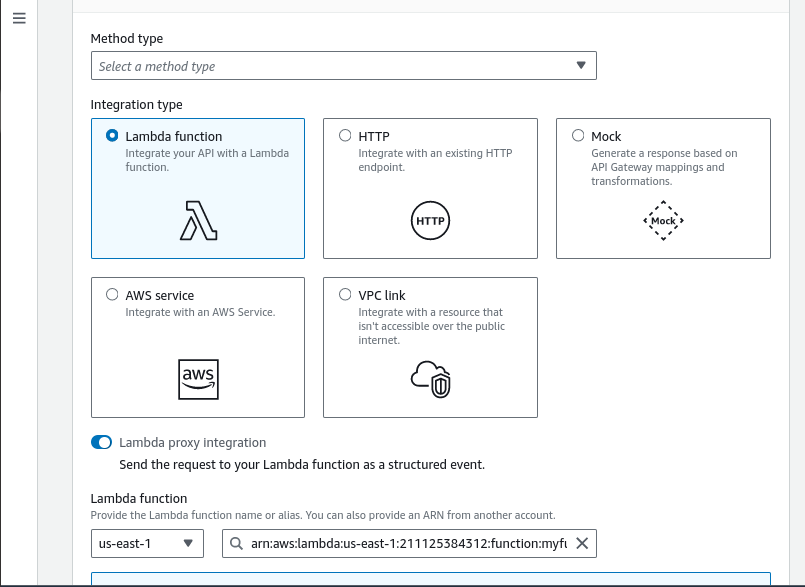 Method type
Select a method type
Integration type
Lambda function
Integrate your API with a Lambda
function.
HTTP
Integrate with an existing HTTP
endpoint.
HTTP
Mock
Generate a response based on
API Gateway mappings and
transformations.
Mock
AWS service
Integrate with an AWS Service.
aws
VPC link
Integrate with a resource that
isn't accessible over the public
internet.
Lambda proxy integration
Send the request to your Lambda function as a structured event.
Lambda function
Provide the Lambda function name or alias. You can also provide an ARN from another account.
us-east-1
arn:aws:lambda:us-east-1:211125384312:function:myfu